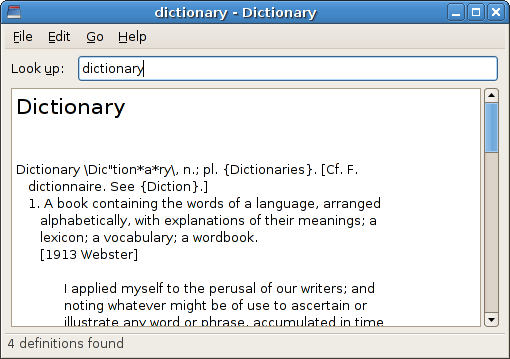 dictionary - Dictionary
File Edit Go Help
Look up: dictionary
Dictionary
Dictionary \Dic"tion*a*ry\, n.; pl. {Dictionaries}. [Cf. F.
dictionnaire. See {Diction}.]
1. A book containing the words of a language, arranged
alphabetically, with explanations of their meanings; a
lexicon; a vocabulary; a wordbook.
[1913 Webster]
I applied myself to the perusal of our writers; and
noting whatever might be of use to ascertain or
illustrate any word or phrase, accumulated in time
4 definitions found